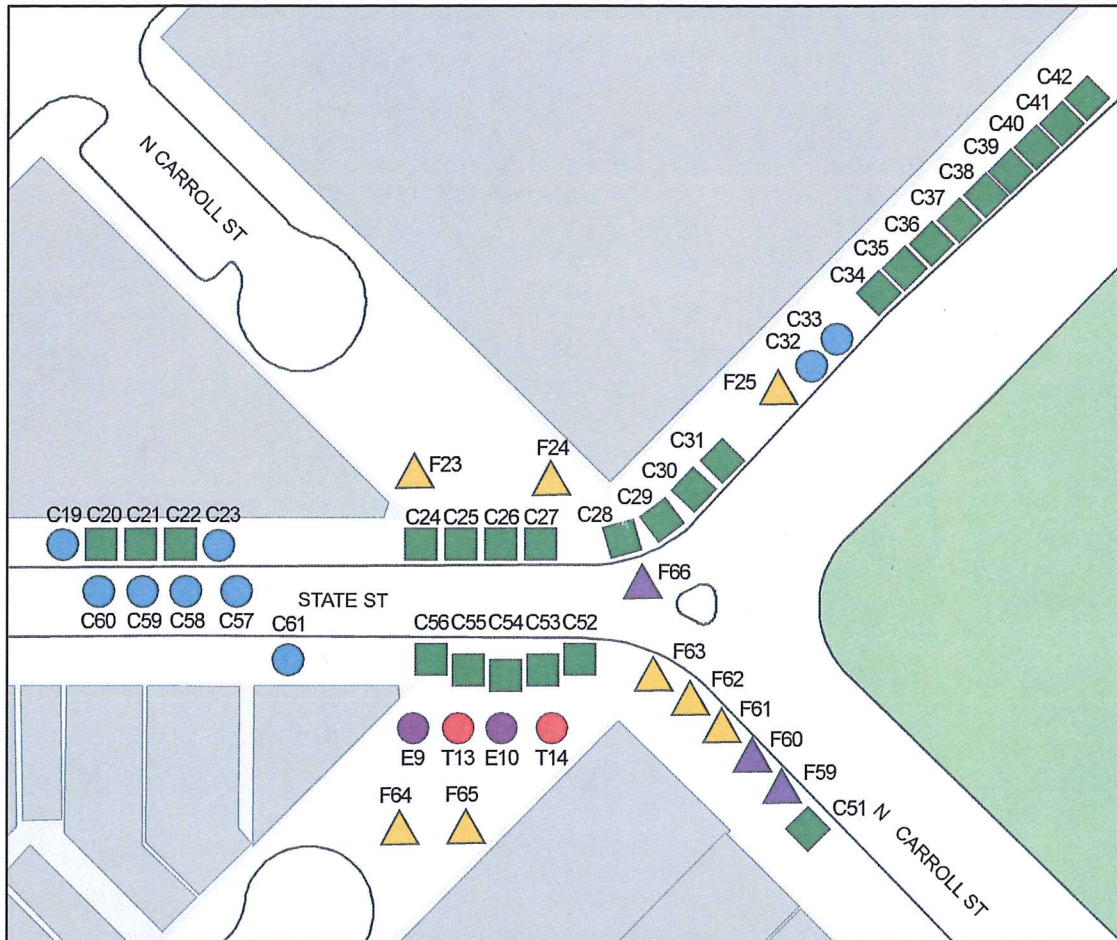 C42
C41
C40
C39
C38
C37
C36
C35
C34
N CARROLL ST
C33
C32
F25
F23
F24
C31
C30
C29
C28
C19 C20 C21 C22 C23
C24 C25 C26 C27
F66
STATE ST
C60 C59 C58 C57
C61
C56 C55 C54 C53 C52
F63
F62
F61
F60
F59
C51
E9 T13 E10 T14
F64 F65
N CARROLL ST